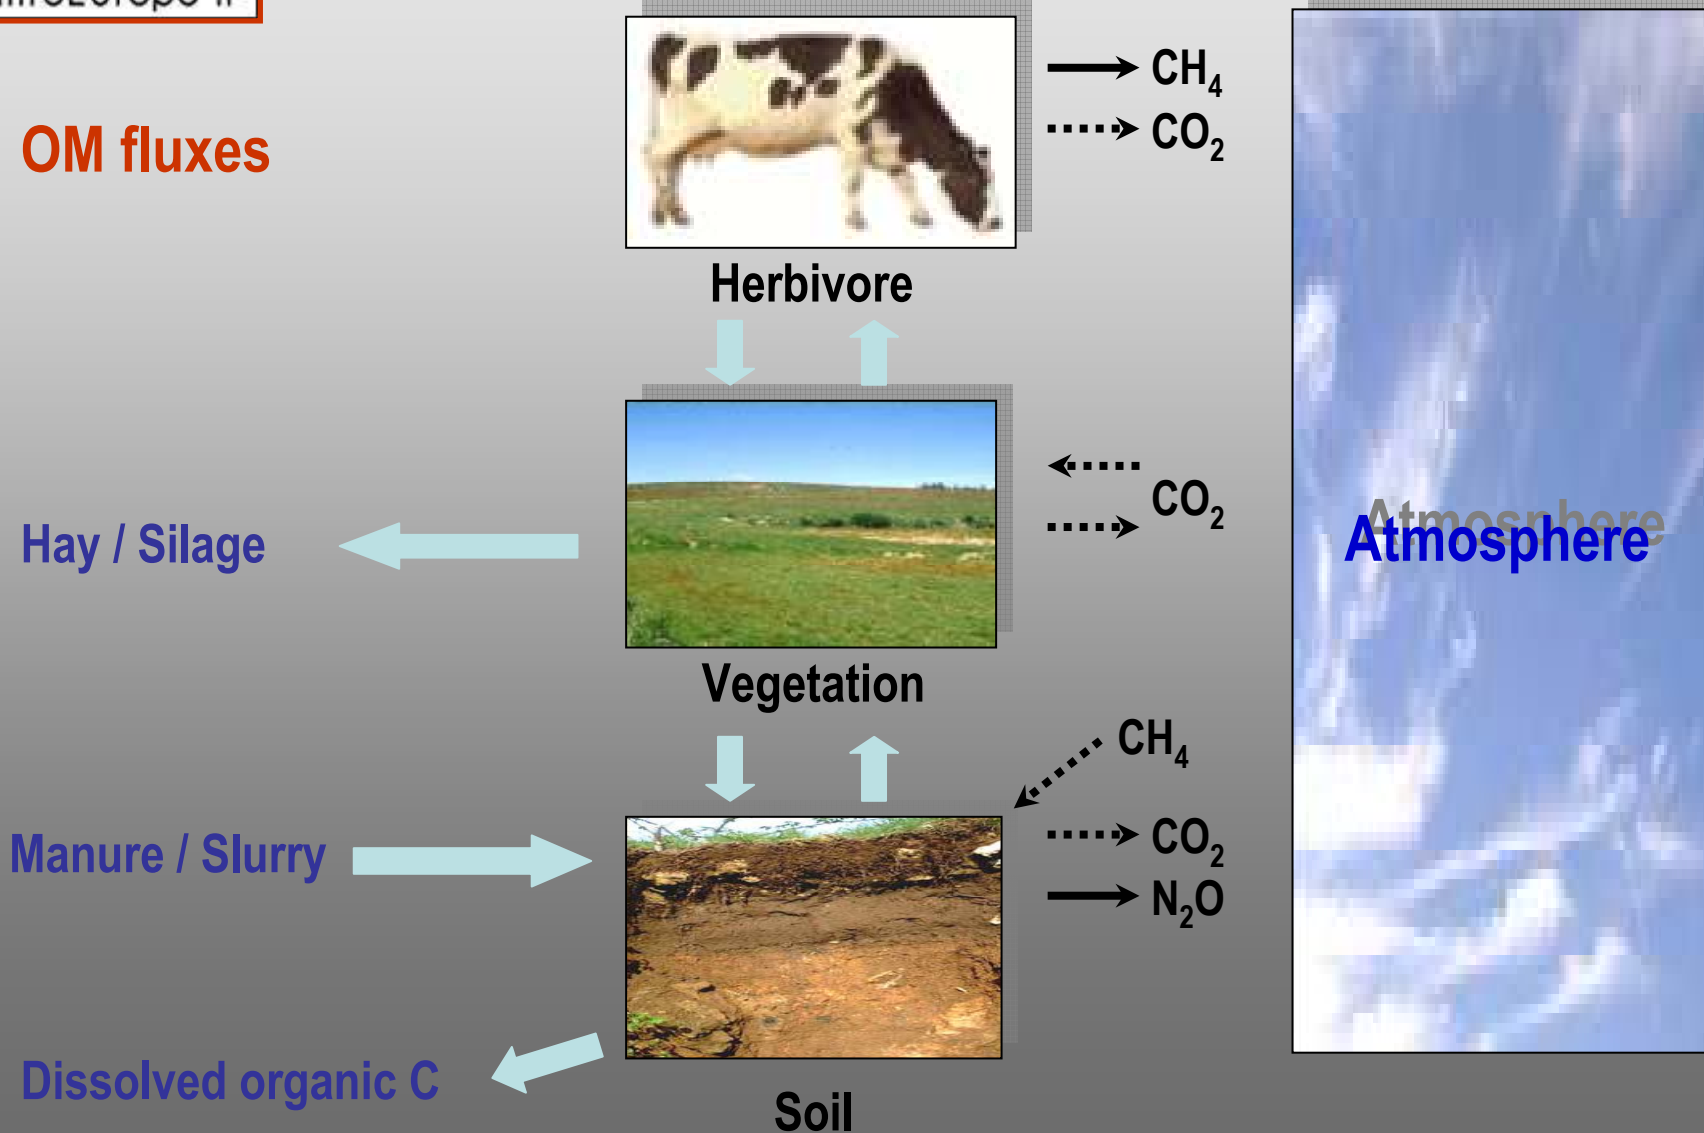 OM fluxes
CH₄
CO₂
Herbivore
Hay / Silage
CO₂
Atmosphere
Vegetation
CH₄
Manure / Slurry
CO₂
N₂O
Dissolved organic C
Soil